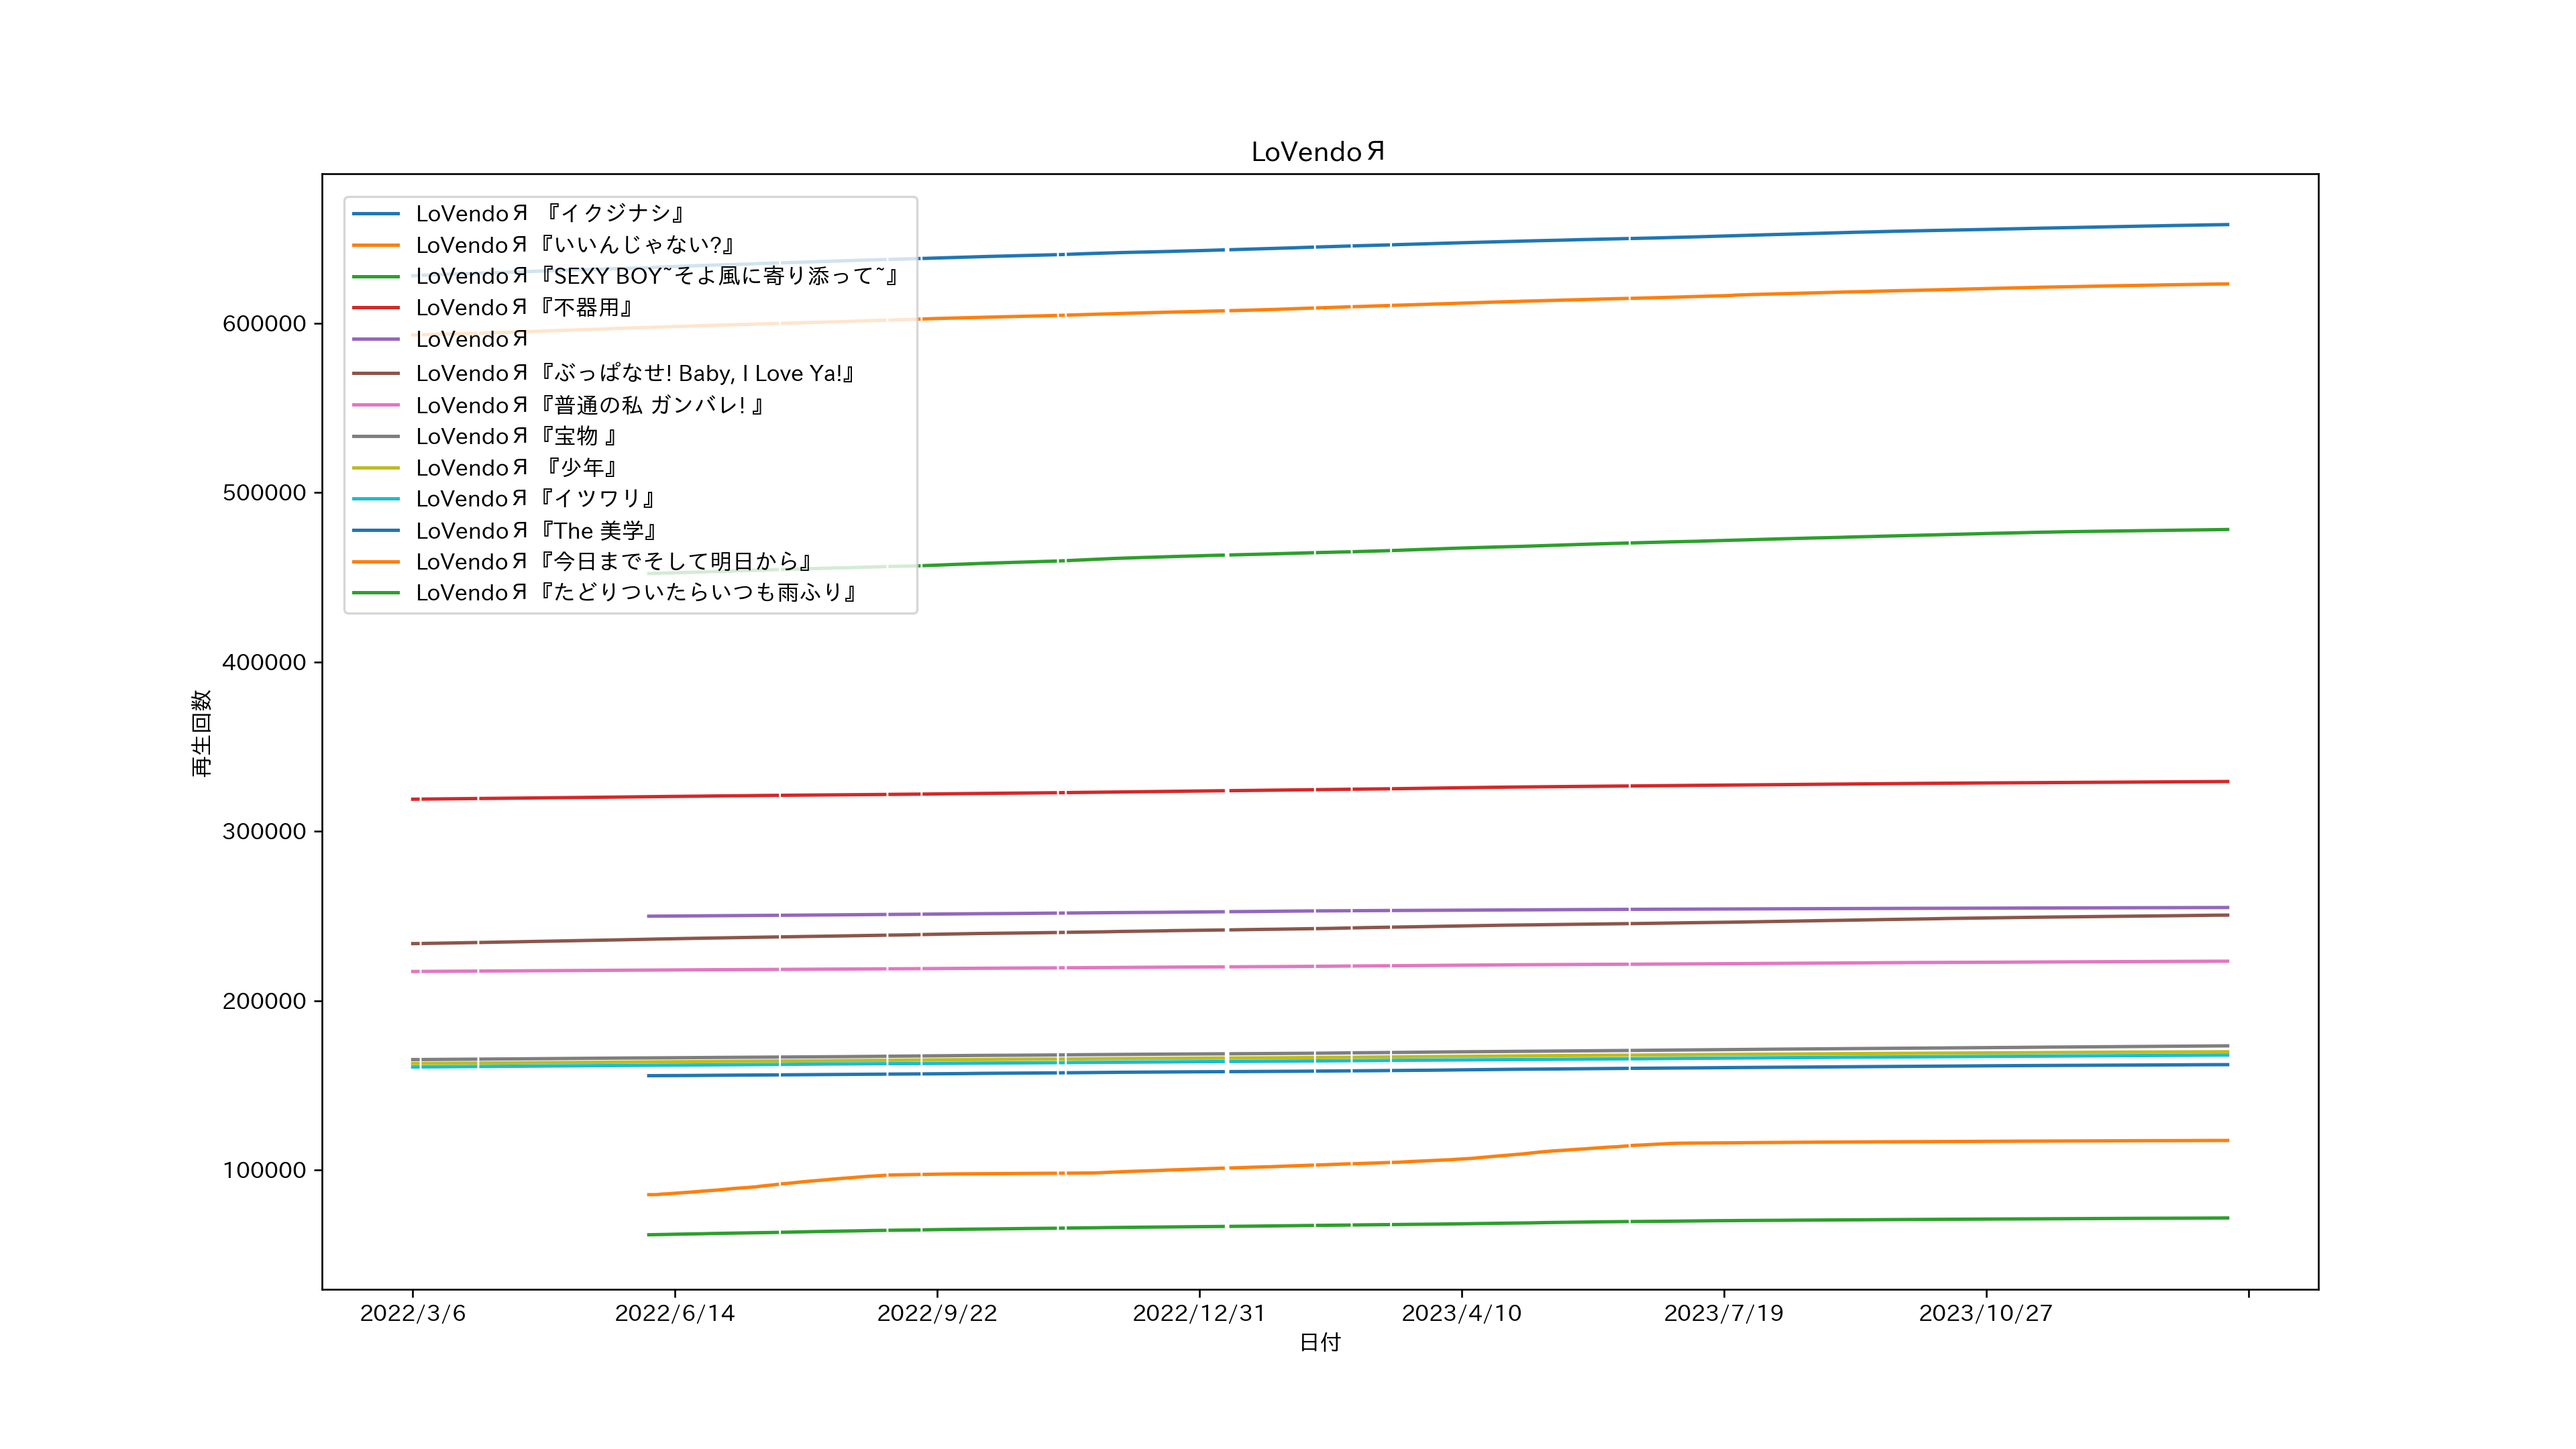 LoVendoЯ
LoVendoЯ 『イクジナシ』
LoVendoЯ『いいんじゃない?』
LoVendoЯ『SEXY BOY~そよ風に寄り添って~』
LoVendoЯ『不器用』
LoVendoЯ
LoVendoЯ『ぶっぱなせ! Baby, I Love Ya!』
LoVendoЯ『普通の私 ガンバレ! 』
LoVendoЯ『宝物 』
LoVendoЯ 『少年』
LoVendoЯ『イツワリ』
LoVendoЯ『The 美学』
LoVendoЯ『今日までそして明日から』
LoVendoЯ『たどりついたらいつも雨ふり』
600000
500000
400000
300000
200000
100000
再生回数
2022/3/6
2022/6/14
2022/9/22
2022/12/31
2023/4/10
2023/7/19
2023/10/27
日付